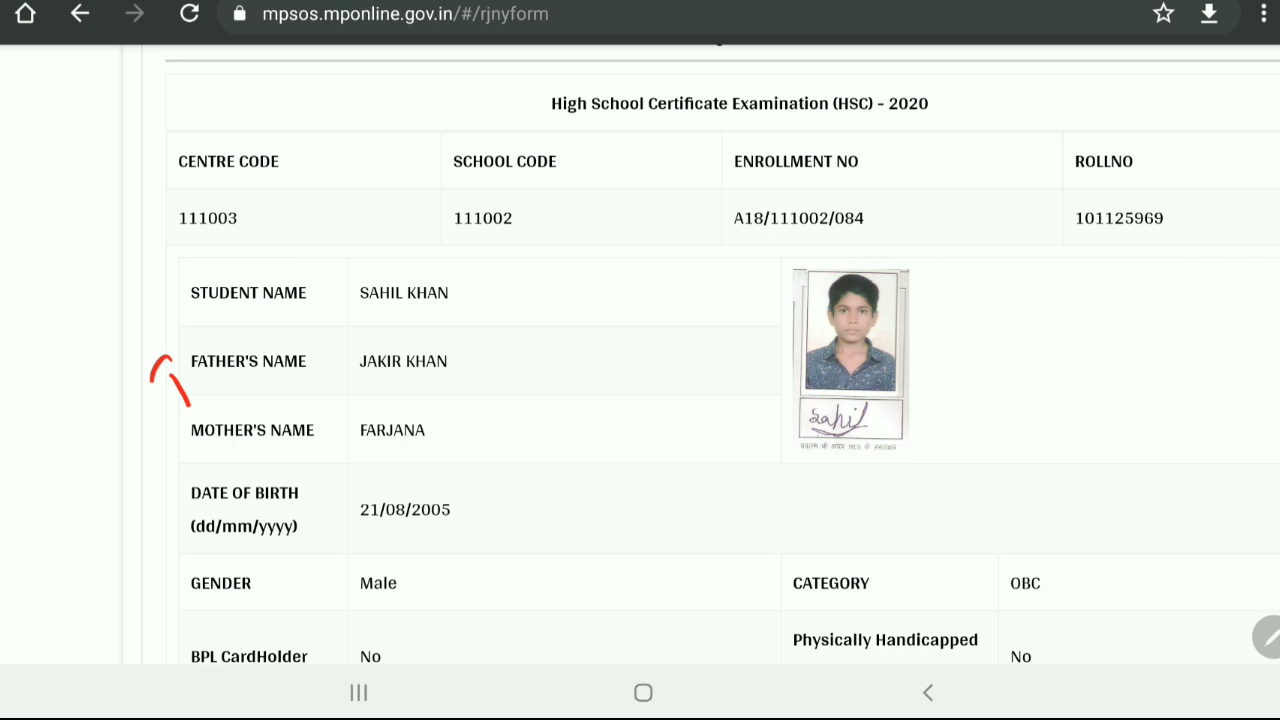 mpsos.mponline.gov.in/#/rjnyform
High School Certificate Examination (HSC) - 2020
CENTRE CODE SCHOOL CODE ENROLLMENT NO ROLLNO
111003 111002 A18/111002/084 101125969
STUDENT NAME SAHIL KHAN
FATHER'S NAME JAKIR KHAN
MOTHER'S NAME FARJANA
Sahil
DATE OF BIRTH
(dd/mm/yyyy) 21/08/2005
GENDER Male CATEGORY OBC
BPL CardHolder No Physically Handicapped No